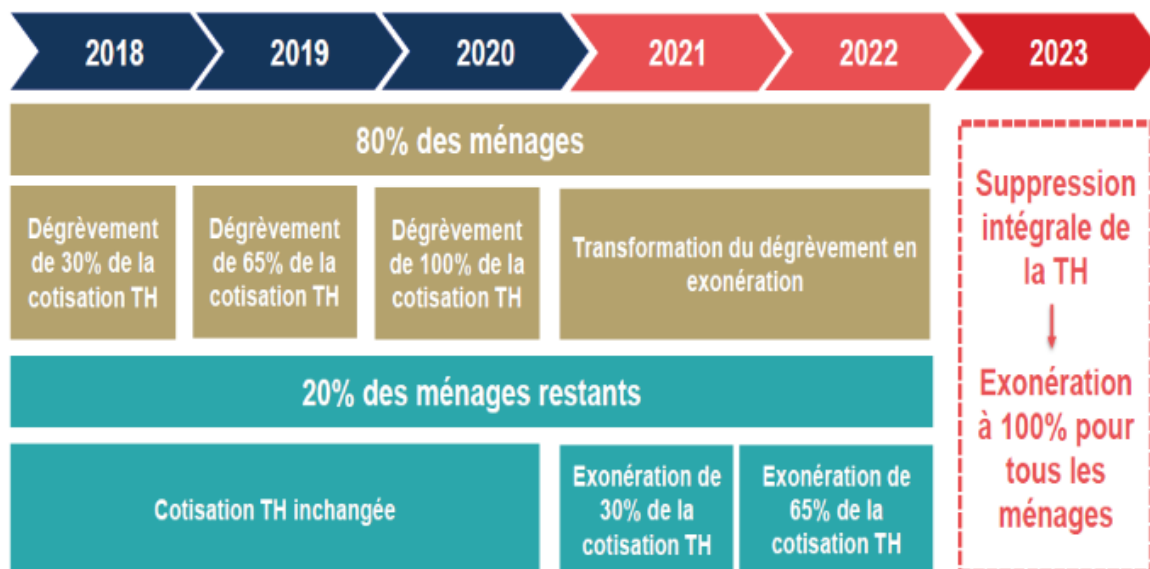 2018
2019
2020
2021
2022
2023
80% des ménages
Dégrèvement
de 30% de la
cotisation TH
Dégrèvement
de 65% de la
cotisation TH
Dégrèvement
de 100% de la
cotisation TH
Transformation du dégrèvement en
exonération
20% des ménages restants
Cotisation TH inchangée
Exonération de
30% de la
cotisation TH
Exonération de
65% de la
cotisation TH
Suppression
intégrale de
la TH
Exonération
à 100% pour
tous les
ménages